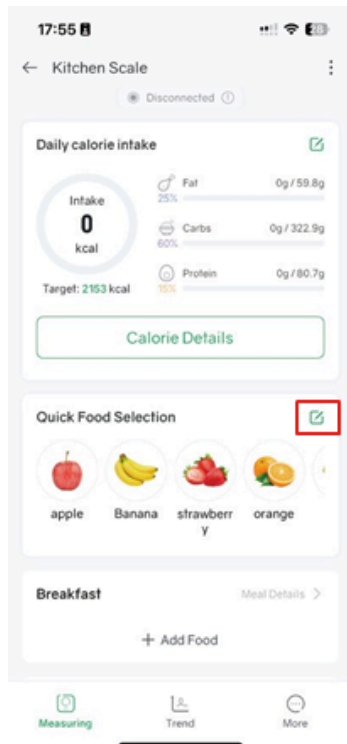 17:55
28
Kitchen Scale
Disconnected
Daily calorie intake
Intake
0
kcal
Target: 2153 kcal
Fat 0g / 59.8g
25%
Carbs 0g / 322.9g
60%
Protein 0g / 80.7g
15%
Calorie Details
Quick Food Selection
apple Banana strawberr orange
y
Breakfast Meal Details
+ Add Food
Measuring Trend More